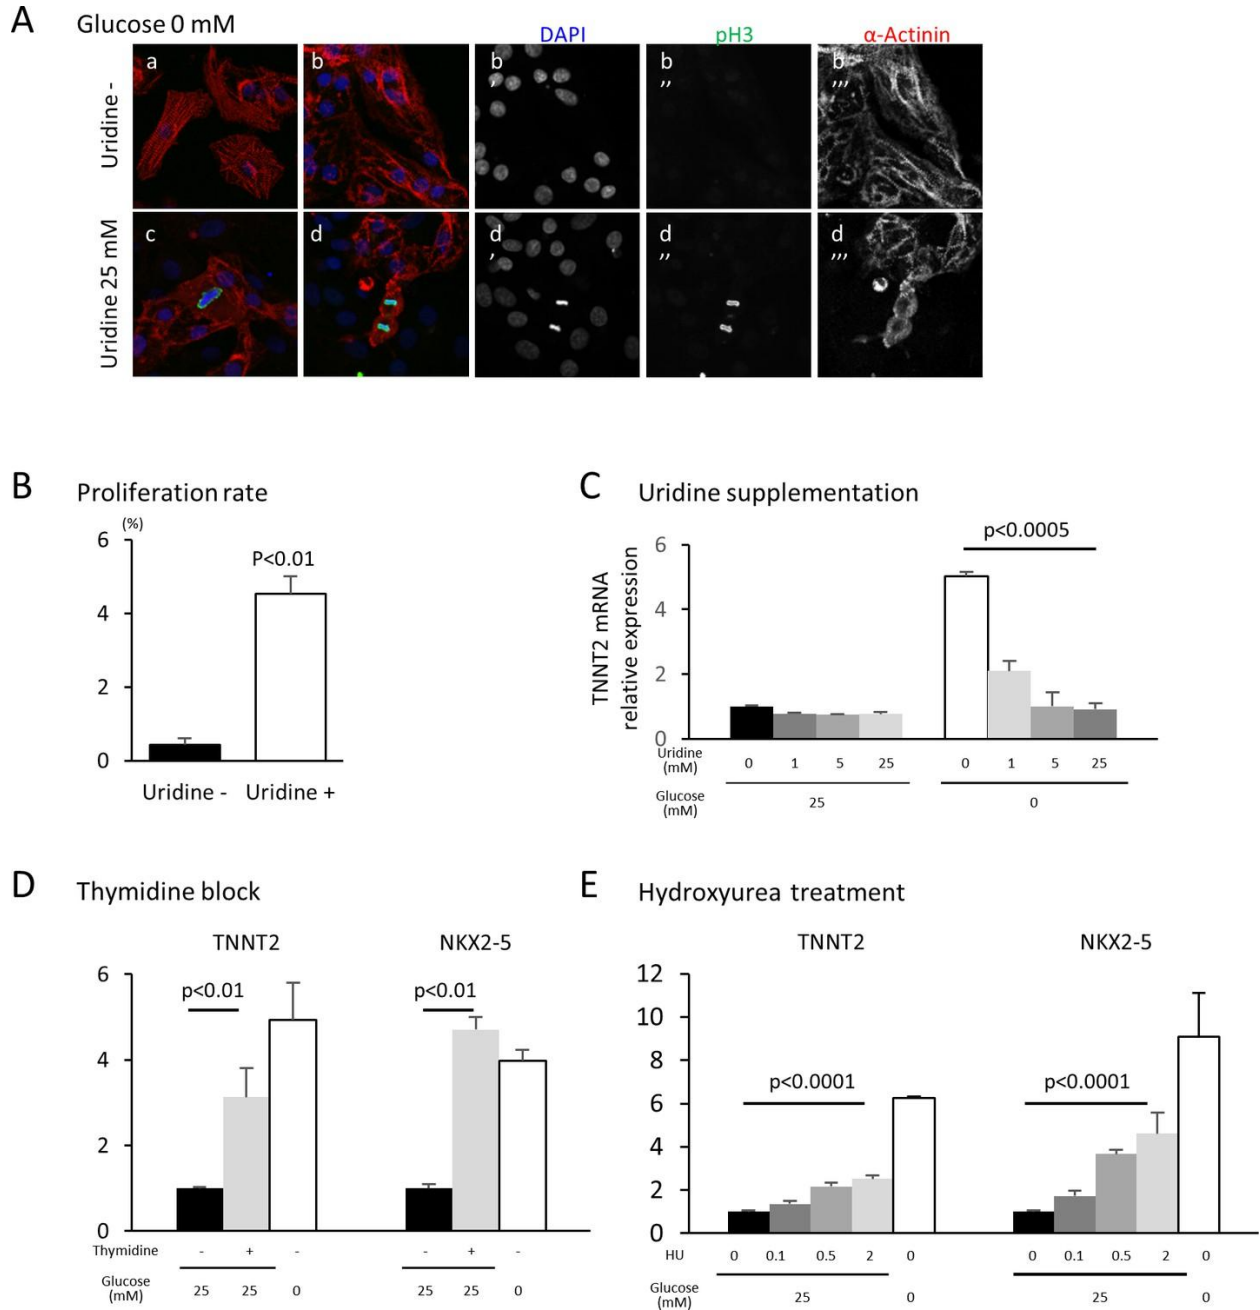 A
Glucose 0 mM
DAPI
pH3
α-Actinin
Uridine -
a
b
b
,
b
,,
b
,,,
Uridine 25 mM
c
d
d
,
d
,,
d
,,,
B
Proliferation rate
(%)
6
P<0.01
4
2
0
Uridine - Uridine +
C
Uridine supplementation
TNNT2 mRNA
relative expression
6
p<0.0005
4
2
0
Uridine
(mM)
0 1 5 25 0 1 5 25
Glucose
(mM)
25 0
D
Thymidine block
TNNT2 NKX2-5
6
p<0.01 p<0.01
4
2
0
Thymidine - + - - + -
Glucose
(mM)
25 25 0 25 25 0
E
Hydroxyurea treatment
TNNT2 NKX2-5
12
10
8
p<0.0001 p<0.0001
6
4
2
0
HU 0 0.1 0.5 2 0 0 0.1 0.5 2 0
Glucose
(mM)
25 0 25 0